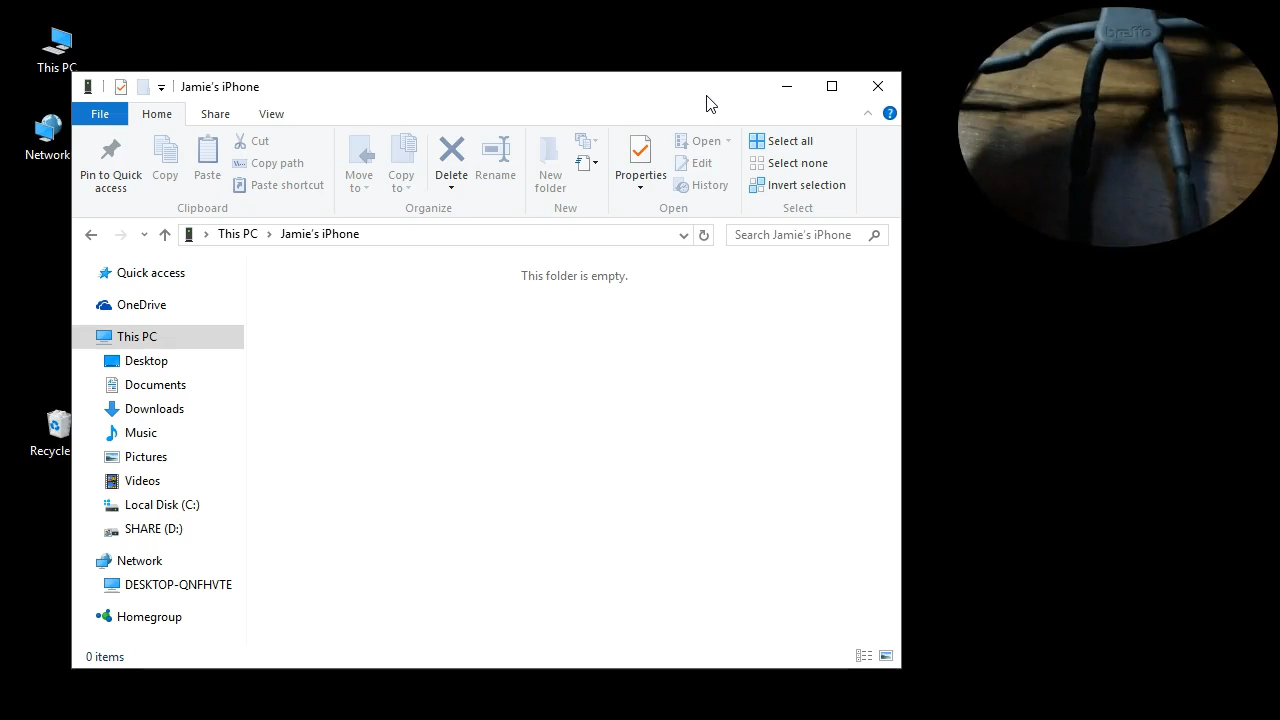 This PC
Network
Recycle
Jamie's iPhone
File
Home
Share
View
Pin to Quick access
Copy
Paste
Cut
Copy path
Paste shortcut
Clipboard
Move to
Copy to
Delete
Rename
Organize
New folder
New
Properties
Open
Edit
History
Open
Select all
Select none
Invert selection
Select
This PC
Jamie's iPhone
Search Jamie's iPhone
Quick access
OneDrive
This PC
Desktop
Documents
Downloads
Music
Pictures
Videos
Local Disk (C:)
SHARE (D:)
Network
DESKTOP-QNFHVTE
Homegroup
This folder is empty.
0 items
breffo